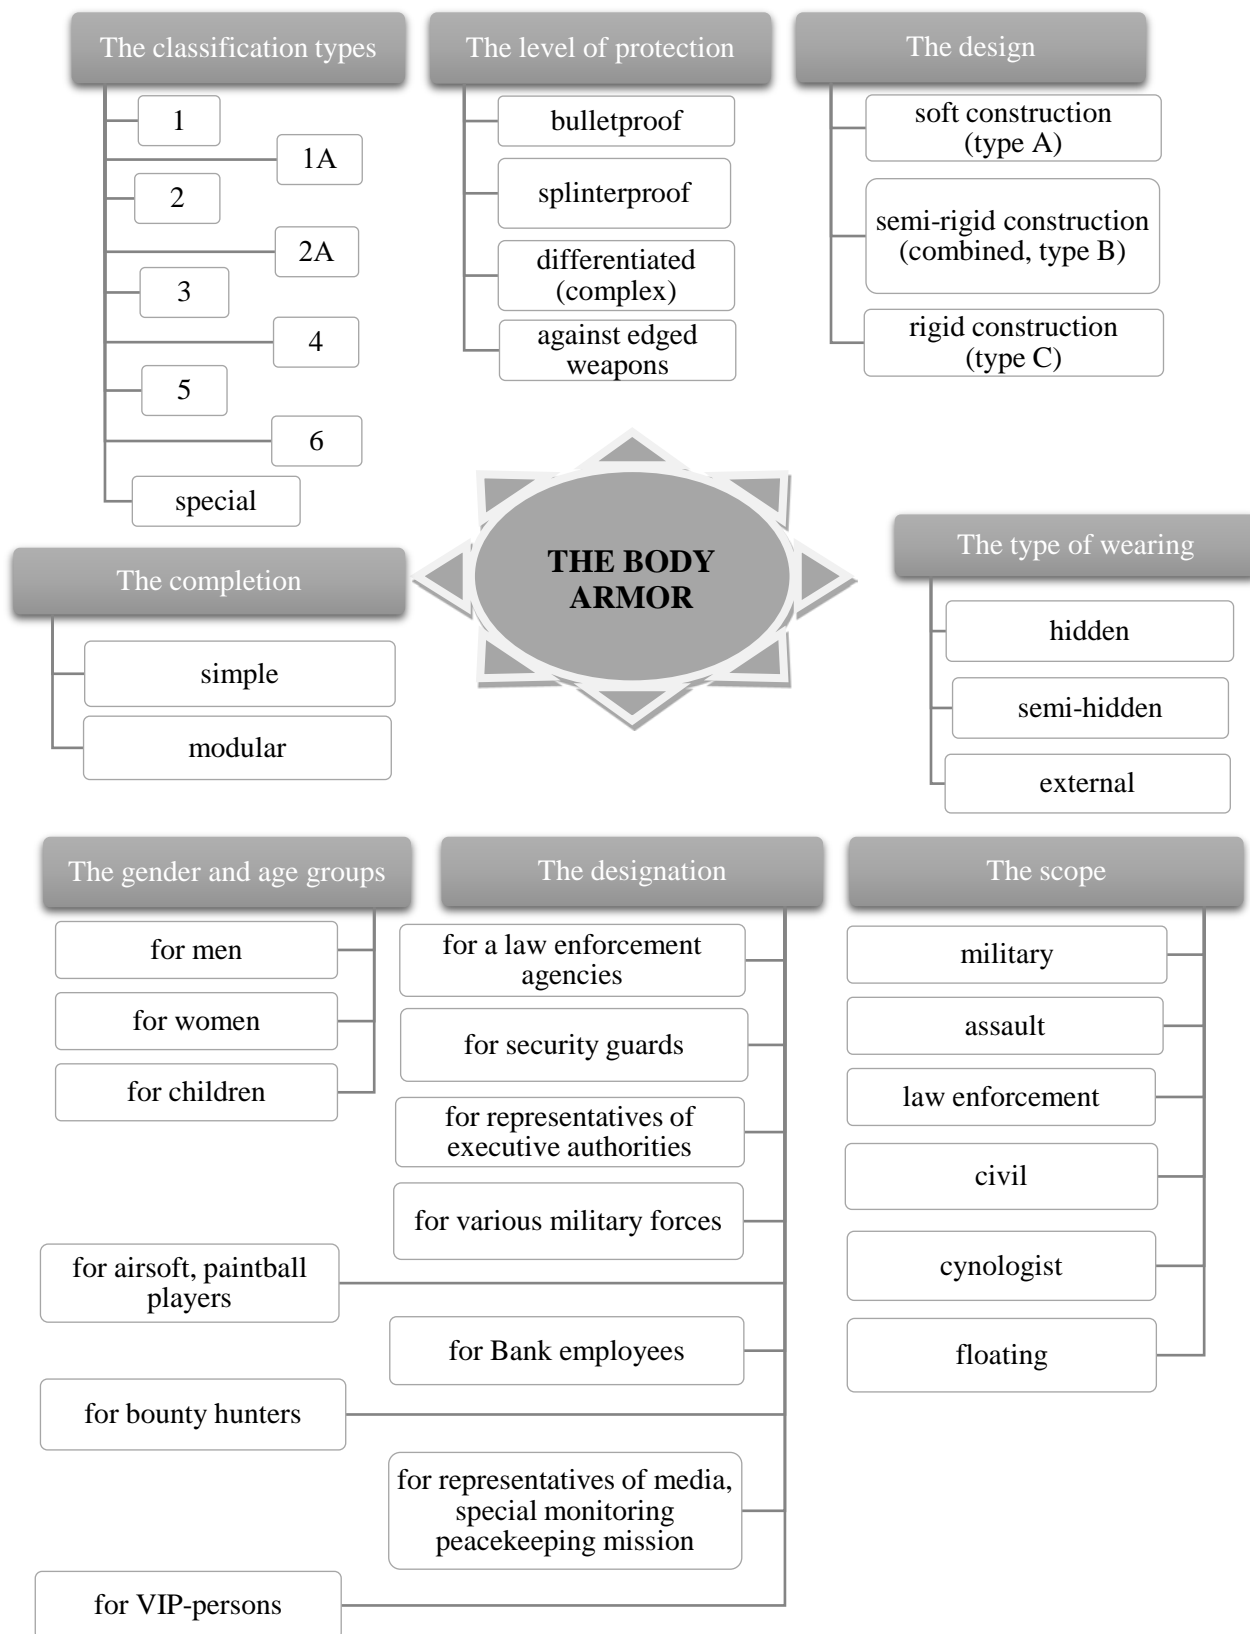 The classification types
1
1A
2
2A
3
4
5
6
special
The level of protection
bulletproof
splinterproof
differentiated
(complex)
against edged
weapons
The design
soft construction
(type A)
semi-rigid construction
(combined, type B)
rigid construction
(type C)
The completion
simple
modular
THE BODY
ARMOR
The type of wearing
hidden
semi-hidden
external
The gender and age groups
for men
for women
for children
The designation
for a law enforcement
agencies
for security guards
for representatives of
executive authorities
for various military forces
for airsoft, paintball
players
for Bank employees
for bounty hunters
for representatives of media,
special monitoring
peacekeeping mission
for VIP-persons
The scope
military
assault
law enforcement
civil
cynologist
floating